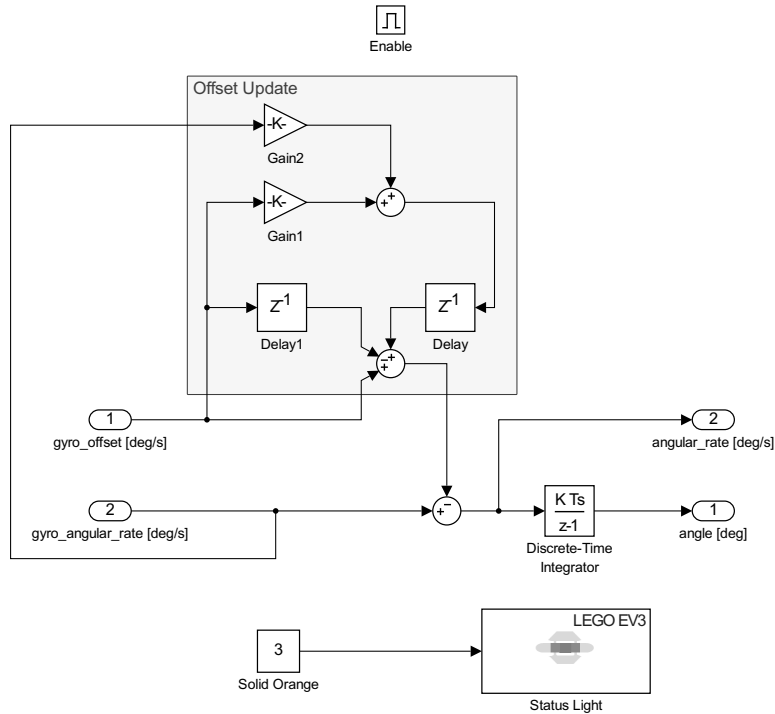 Enable
Offset Update
-K-
Gain2
-K-
+
+
Gain1
Z-1
Delay1
Z-1
Delay
+
−
+
1
gyro_offset [deg/s]
2
angular_rate [deg/s]
2
gyro_angular_rate [deg/s]
−
+
K Ts
z-1
Discrete-Time
Integrator
1
angle [deg]
3
Solid Orange
LEGO EV3
Status Light